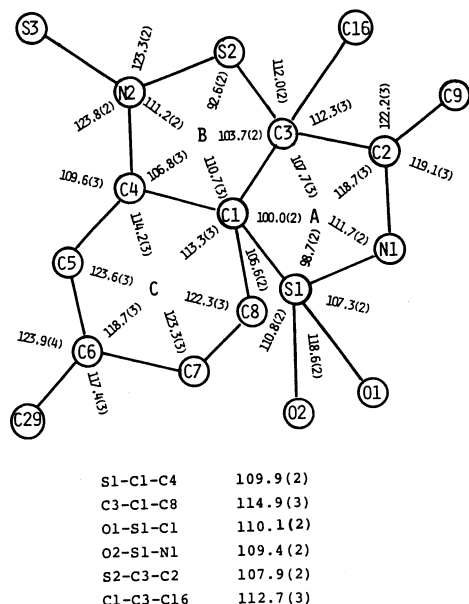 S3
C16
123.3(2)
S2
112.0(2)
C9
N2
92.6(2)
122.2(3)
123.8(2)
111.2(2)
112.3(3)
B
103.7(2)
C3
C2
119.1(3)
106.8(3)
110.7(3)
107.7(3)
118.7(3)
109.6(3)
C4
C1
100.0(2)
A
111.7(2)
114.2(3)
113.3(3)
98.7(2)
N1
C5
123.6(3)
C
106.6(2)
S1
107.3(2)
122.3(3)
C8
110.8(2)
118.6(2)
123.9(4)
118.7(3)
123.3(3)
C6
C7
117.4(3)
O1
C29
O2
S1-C1-C4 109.9(2)
C3-C1-C8 114.9(3)
O1-S1-C1 110.1(2)
O2-S1-N1 109.4(2)
S2-C3-C2 107.9(2)
C1-C3-C16 112.7(3)